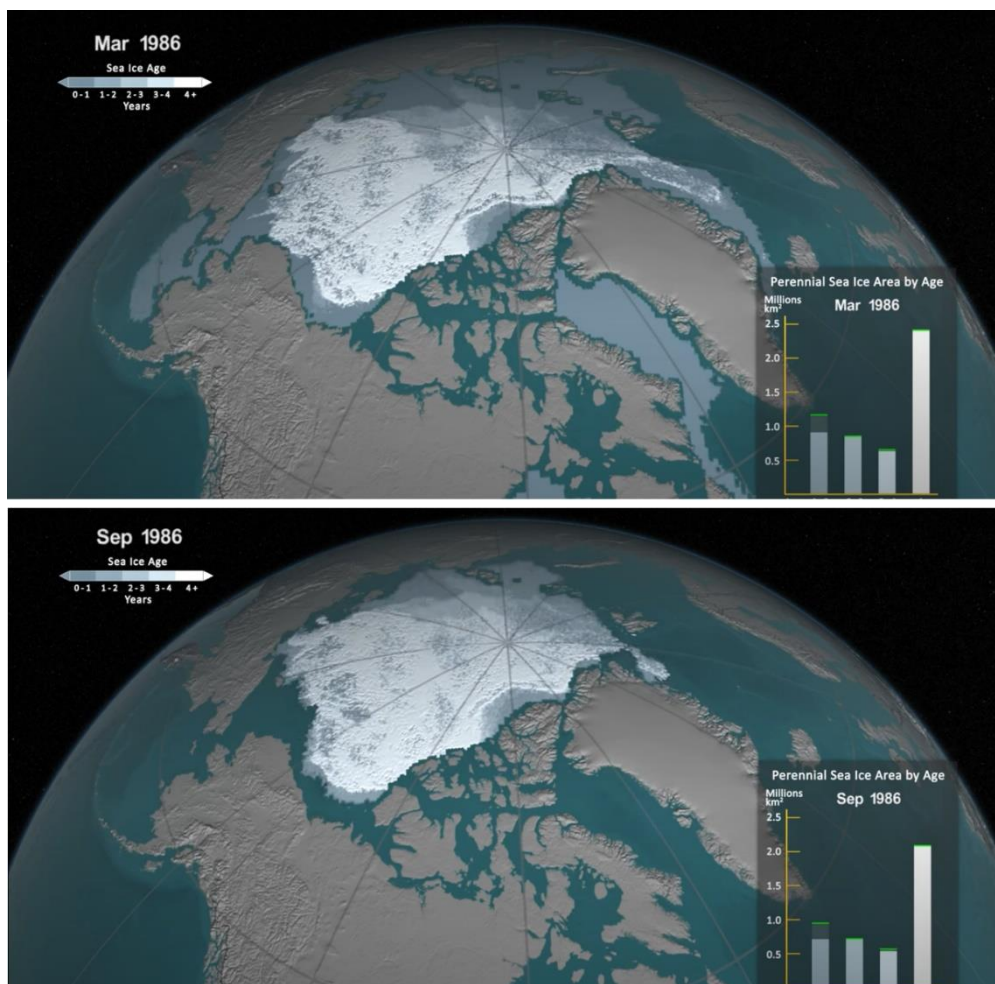 Mar 1986
Sea Ice Age
0-1 1-2 2-3 3-4 4+
Years
Perennial Sea Ice Area by Age
Millions
km²
Mar 1986
2.5
2.0
1.5
1.0
0.5
Sep 1986
Sea Ice Age
0-1 1-2 2-3 3-4 4+
Years
Perennial Sea Ice Area by Age
Millions
km²
Sep 1986
2.5
2.0
1.5
1.0
0.5